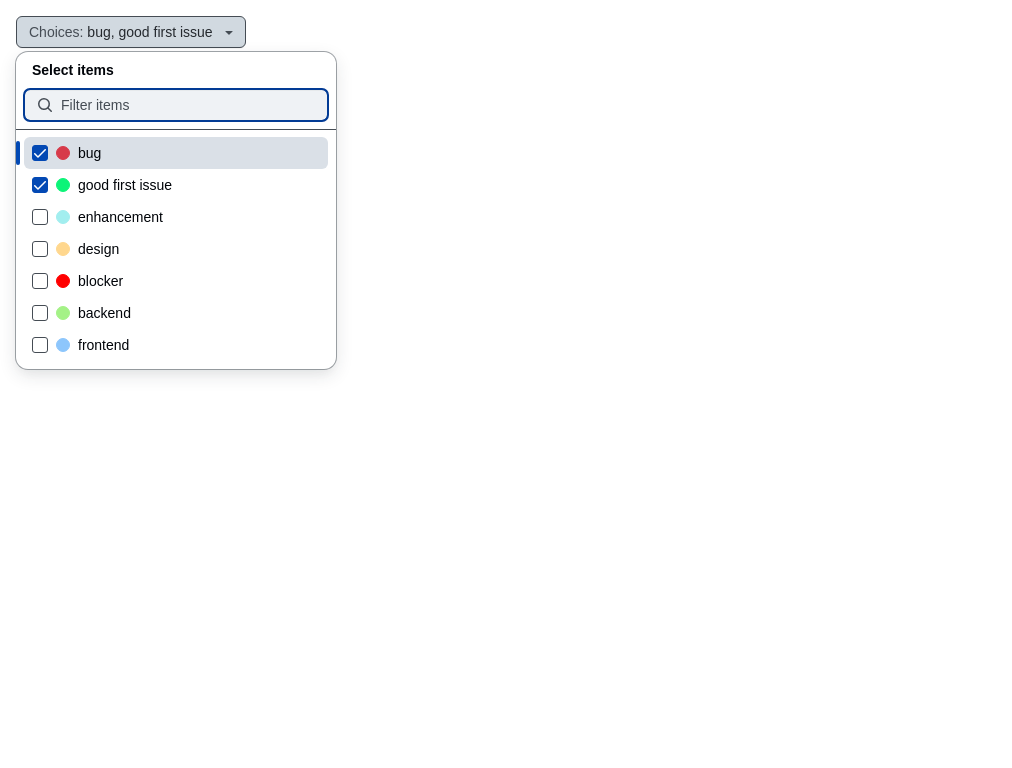 Choices: bug, good first issue
Select items
Filter items
bug
good first issue
enhancement
design
blocker
backend
frontend